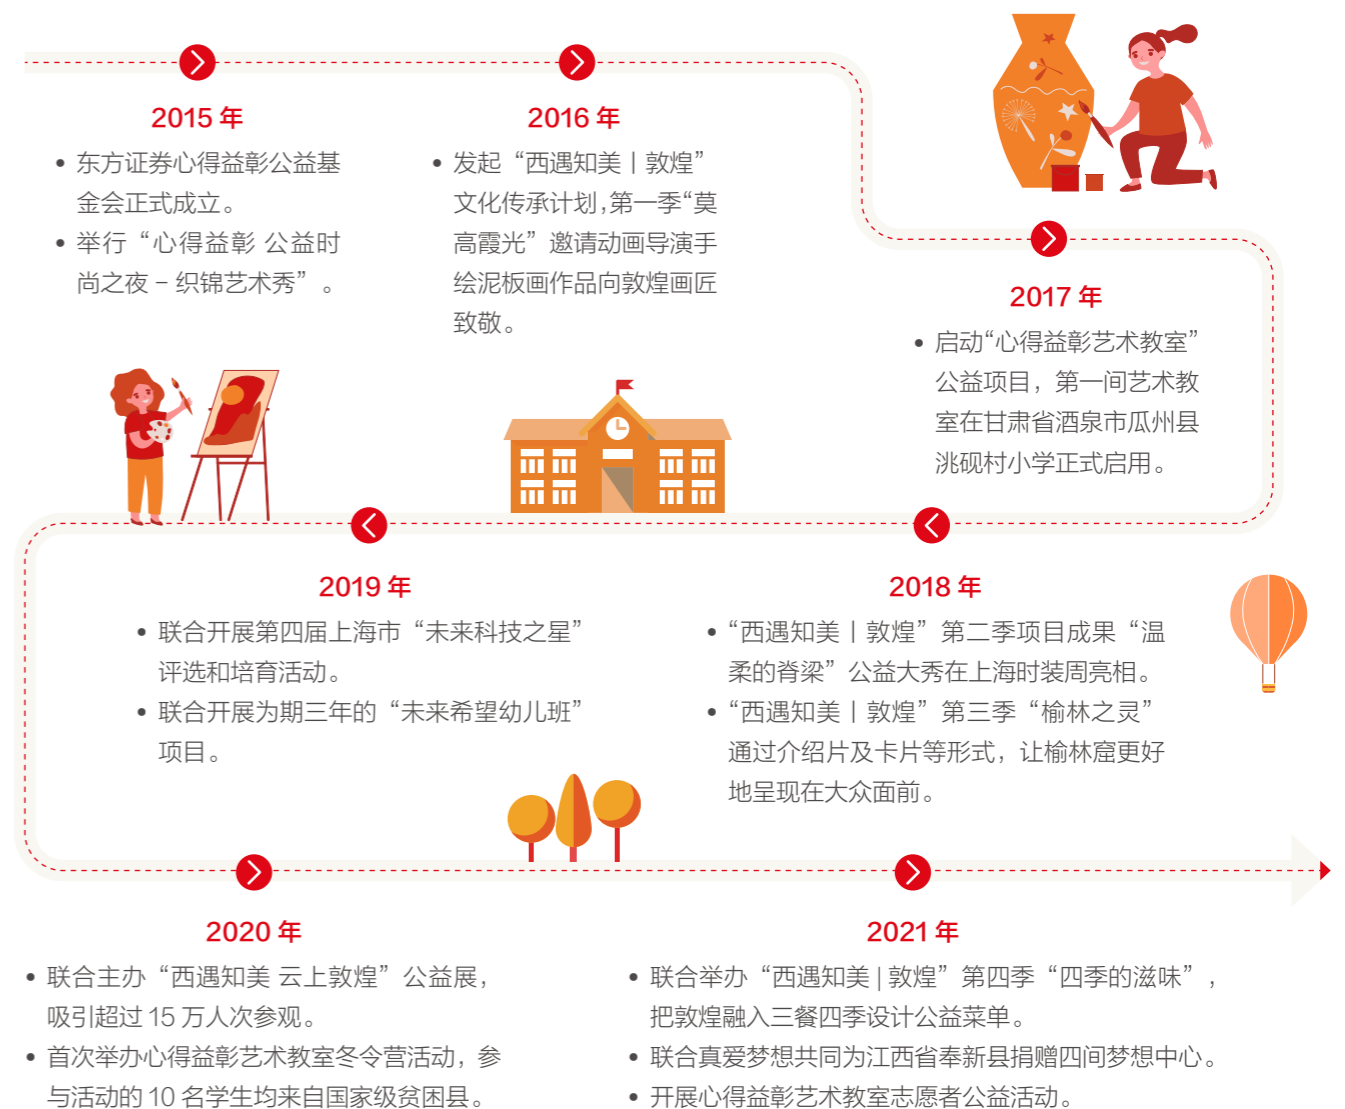 2015 年
• 东方证券心得益彰公益基
金会正式成立。
• 举行“心得益彰 公益时
尚之夜 – 织锦艺术秀”。
2016 年
• 发起“西遇知美丨敦煌”
文化传承计划,第一季“莫
高霞光”邀请动画导演手
绘泥板画作品向敦煌画匠
致敬。
2017 年
• 启动“心得益彰艺术教室”
公益项目，第一间艺术教
室在甘肃省酒泉市瓜州县
洮砚村小学正式启用。
2018 年
• “西遇知美丨敦煌”第二季项目成果“温
柔的脊梁”公益大秀在上海时装周亮相。
• “西遇知美丨敦煌”第三季“榆林之灵”
通过介绍片及卡片等形式，让榆林窟更好
地呈现在大众面前。
2019 年
• 联合开展第四届上海市“未来科技之星”
评选和培育活动。
• 联合开展为期三年的“未来希望幼儿班”
项目。
2020 年
• 联合主办“西遇知美 云上敦煌”公益展，
吸引超过 15 万人次参观。
• 首次举办心得益彰艺术教室冬令营活动，参
与活动的 10 名学生均来自国家级贫困县。
2021 年
• 联合举办“西遇知美 | 敦煌”第四季“四季的滋味”，
把敦煌融入三餐四季设计公益菜单。
• 联合真爱梦想共同为江西省奉新县捐赠四间梦想中心。
• 开展心得益彰艺术教室志愿者公益活动。